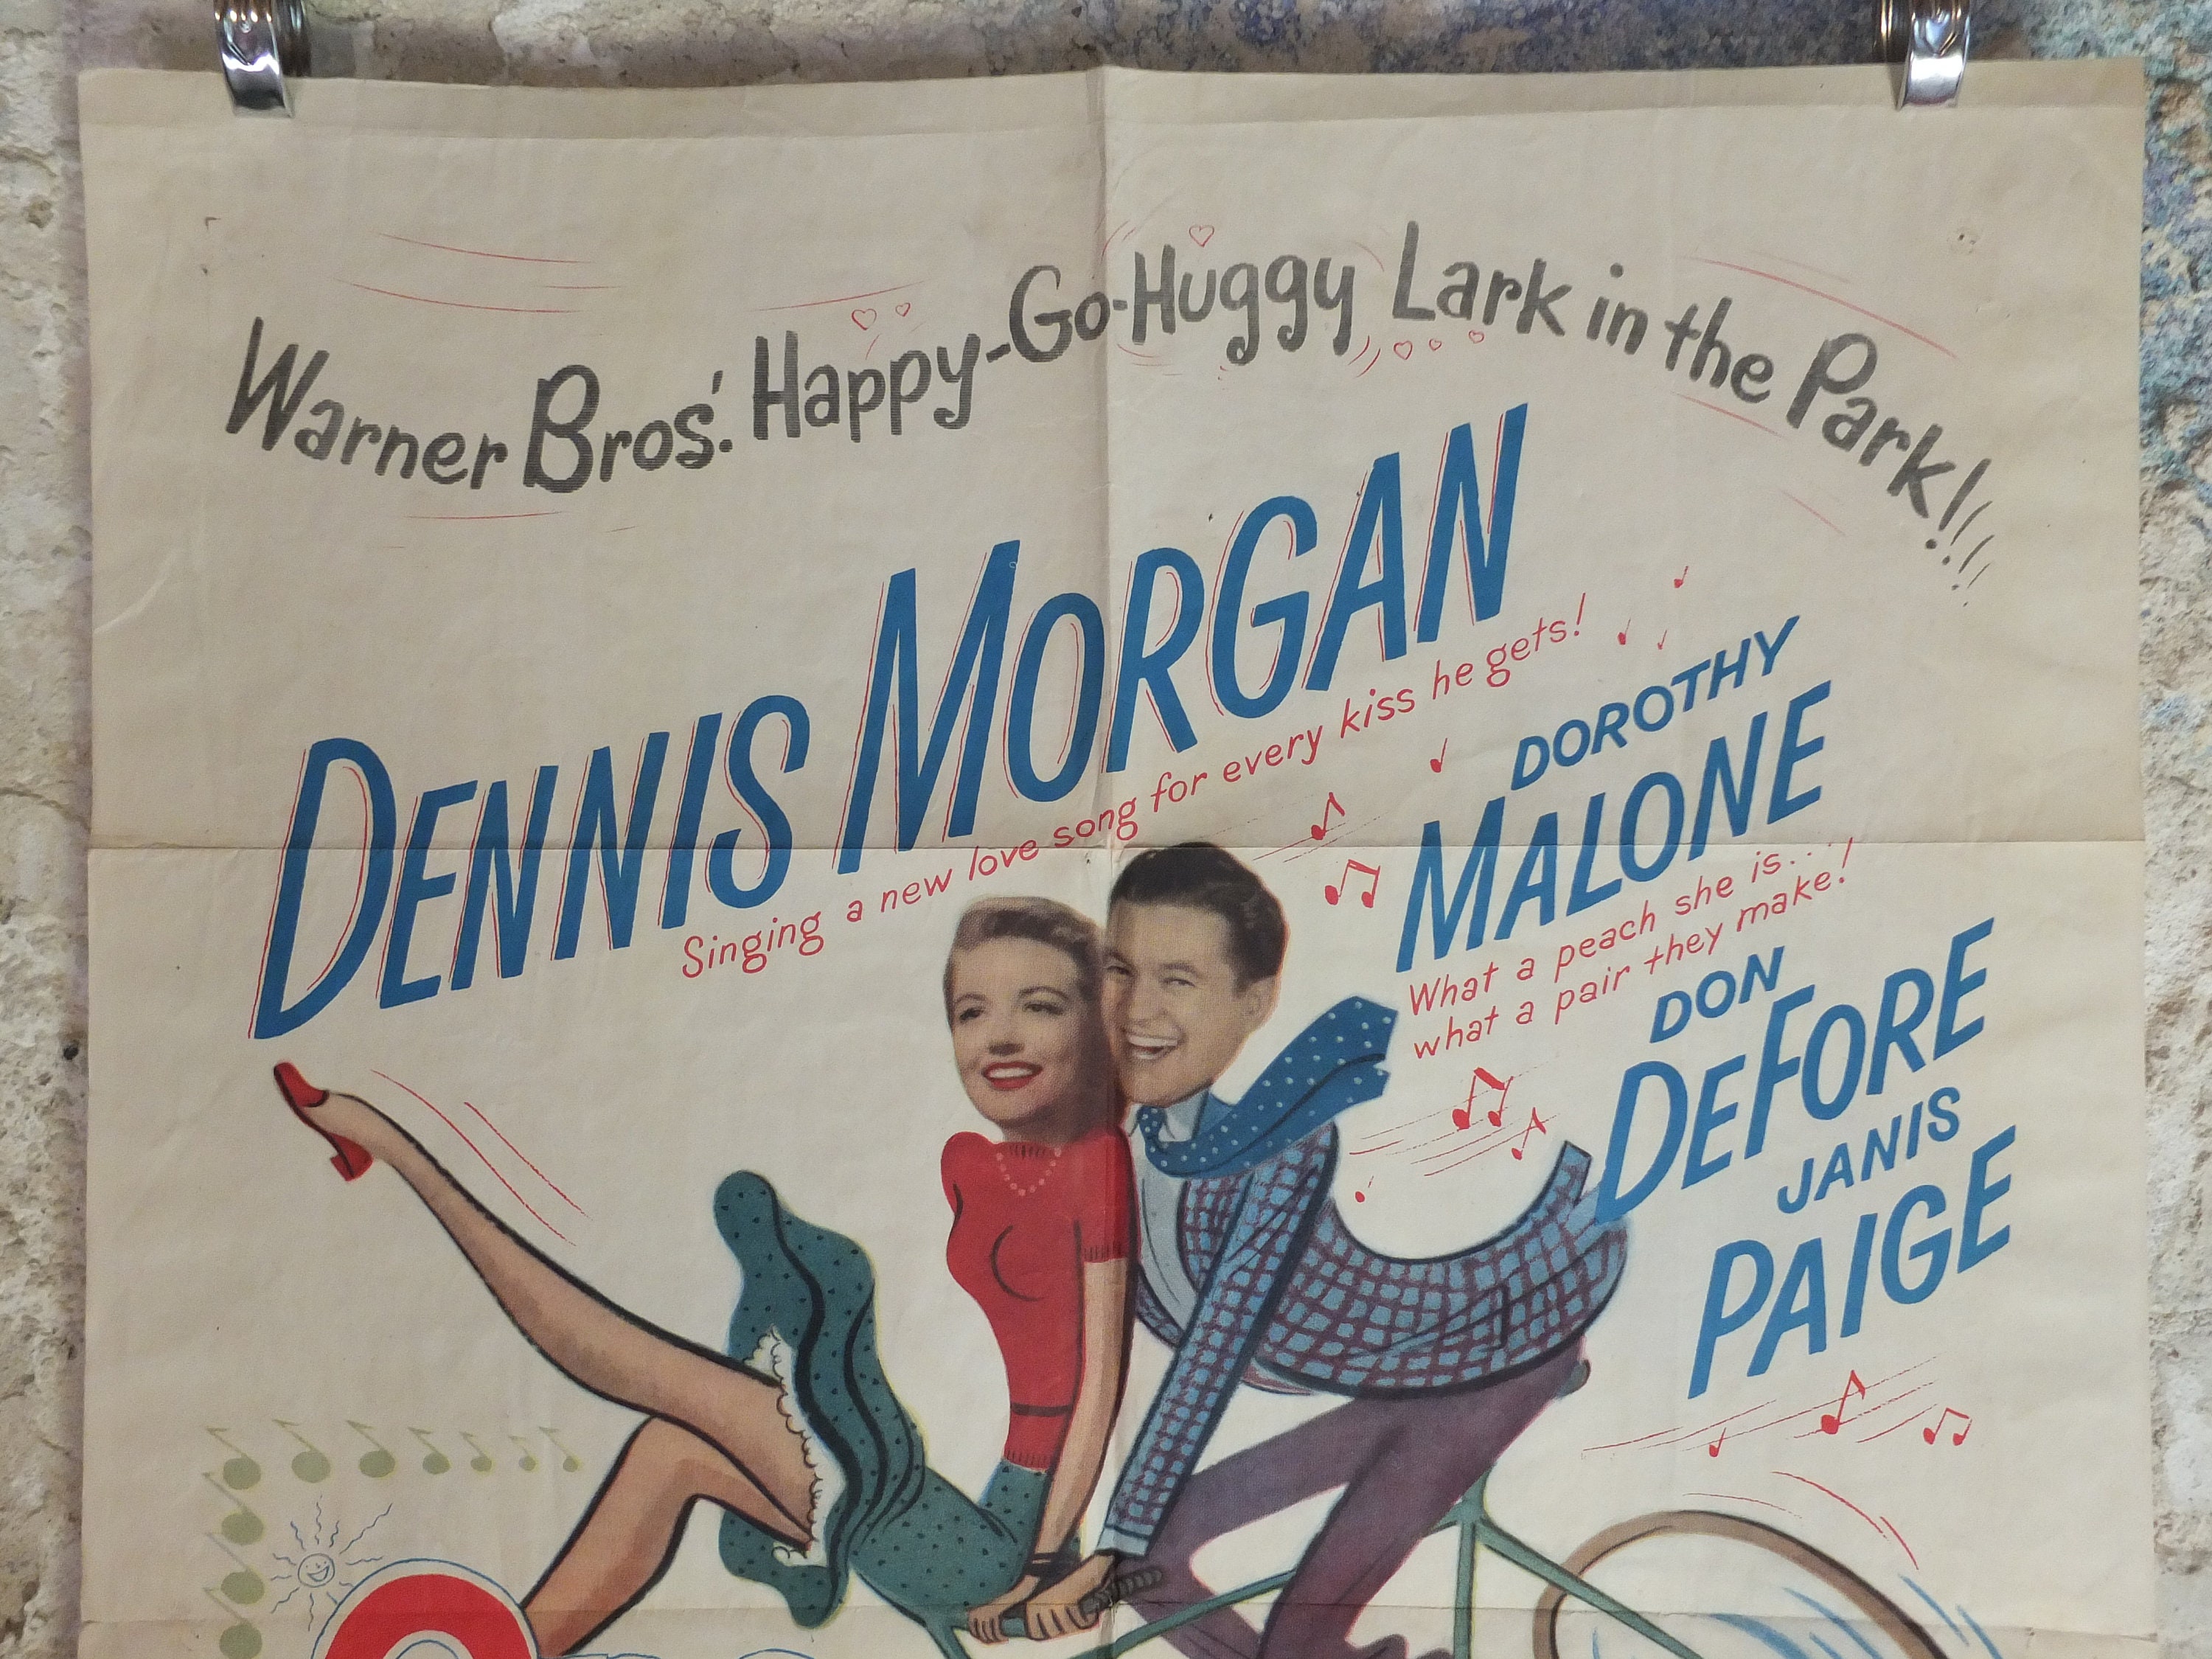 Warner Bros'. Happy-Go-Huggy Lark in the Park!!!
DENNIS MORGAN
Singing a new love song for every kiss he gets!
DOROTHY
MALONE
What a peach she is...!
what a pair they make!
DON
DEFORE
JANIS
PAIGE